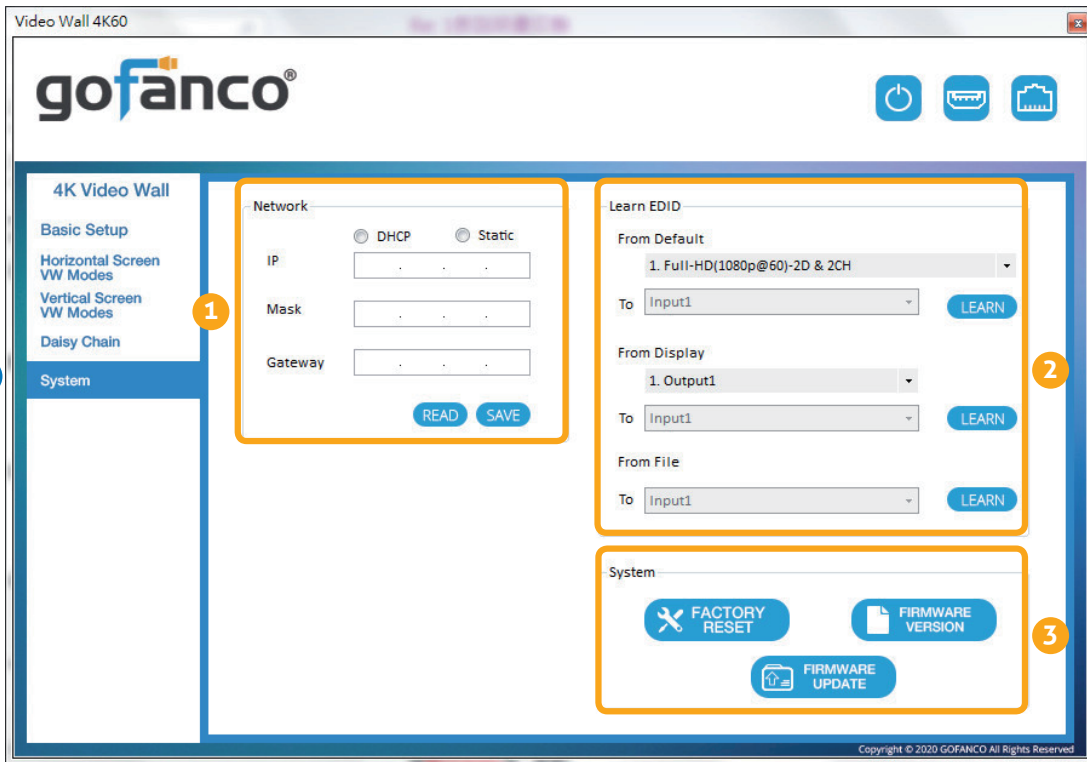 Video Wall 4K60
gofanco®
4K Video Wall
Basic Setup
Horizontal Screen
VW Modes
Vertical Screen
VW Modes
Daisy Chain
System
1
Network
DHCP Static
IP . . .
Mask . . .
Gateway . . .
READ SAVE
2
Learn EDID
From Default
1. Full-HD(1080p@60)-2D & 2CH
To Input1 LEARN
From Display
1. Output1
To Input1 LEARN
From File
To Input1 LEARN
3
System
FACTORY
RESET
FIRMWARE
VERSION
FIRMWARE
UPDATE
Copyright © 2020 GOFANCO All Rights Reserved